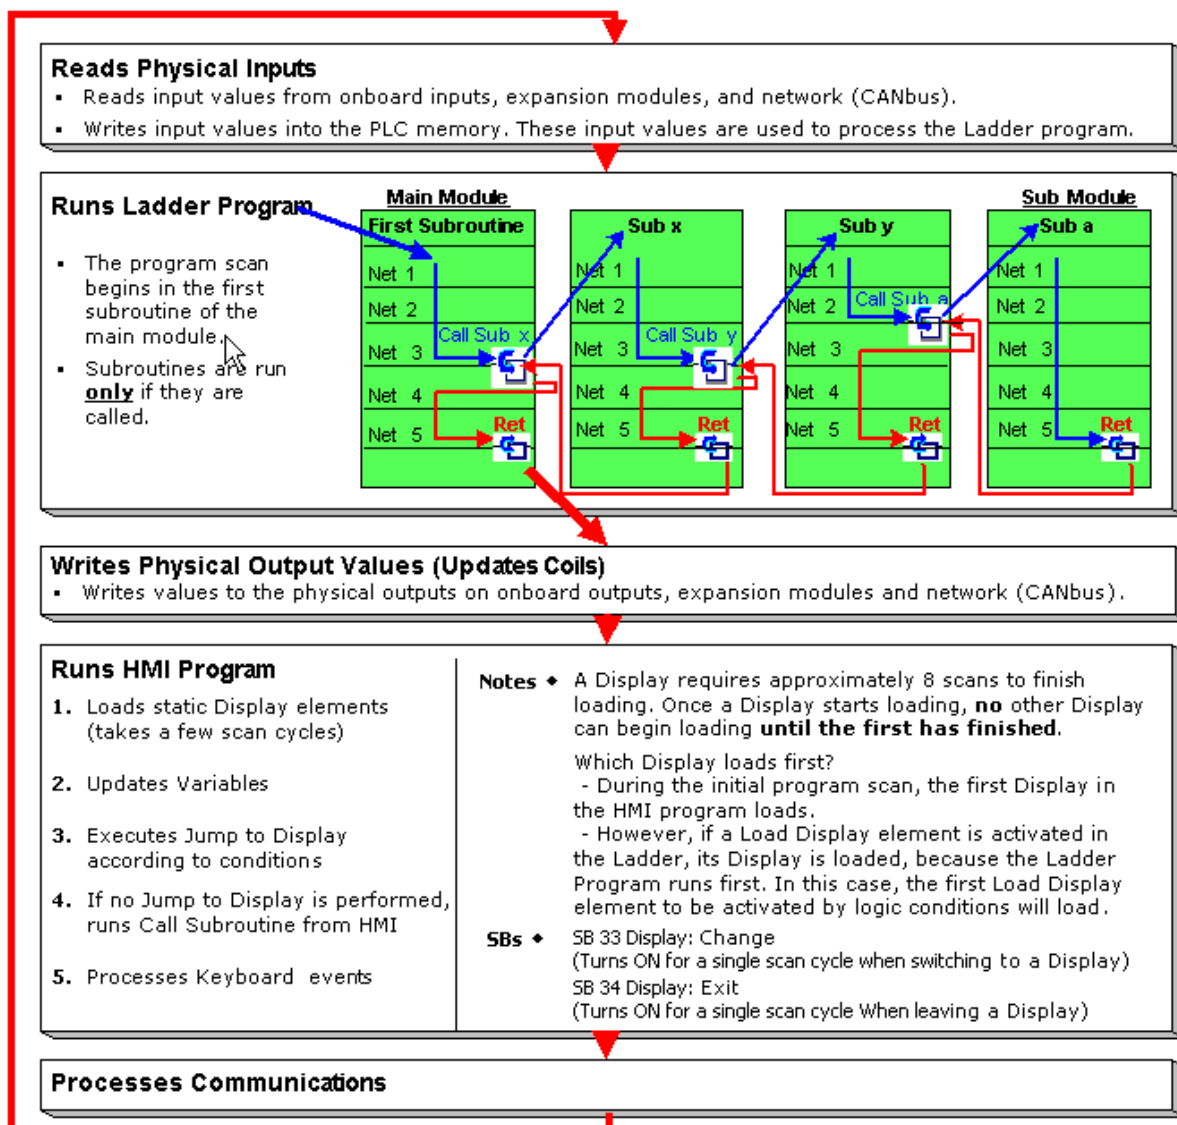 Reads Physical Inputs
▪ Reads input values from onboard inputs, expansion modules, and network (CANbus).
▪ Writes input values into the PLC memory. These input values are used to process the Ladder program.
Runs Ladder Program
▪ The program scan
begins in the first
subroutine of the
main module.
▪ Subroutines are run
only if they are
called.
Main Module
First Subroutine
Net 1
Net 2
Call Sub x
Net 3
Net 4
Net 5
Ret
Sub x
Net 1
Net 2
Call Sub y
Net 3
Net 4
Net 5
Ret
Sub y
Net 1
Call Sub a
Net 2
Net 3
Net 4
Net 5
Ret
Sub Module
Sub a
Net 1
Net 2
Net 3
Net 4
Net 5
Ret
Writes Physical Output Values (Updates Coils)
▪ Writes values to the physical outputs on onboard outputs, expansion modules and network (CANbus).
Runs HMI Program
1. Loads static Display elements
(takes a few scan cycles)
2. Updates Variables
3. Executes Jump to Display
according to conditions
4. If no Jump to Display is performed,
runs Call Subroutine from HMI
5. Processes Keyboard events
Notes ◆ A Display requires approximately 8 scans to finish
loading. Once a Display starts loading, no other Display
can begin loading until the first has finished.
Which Display loads first?
- During the initial program scan, the first Display in
the HMI program loads.
- However, if a Load Display element is activated in
the Ladder, its Display is loaded, because the Ladder
Program runs first. In this case, the first Load Display
element to be activated by logic conditions will load.
SBs ◆ SB 33 Display: Change
(Turns ON for a single scan cycle when switching to a Display)
SB 34 Display: Exit
(Turns ON for a single scan cycle When leaving a Display)
Processes Communications